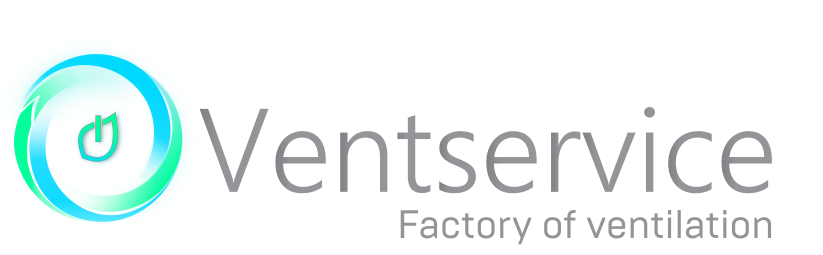 Ventservice
Factory of ventilation